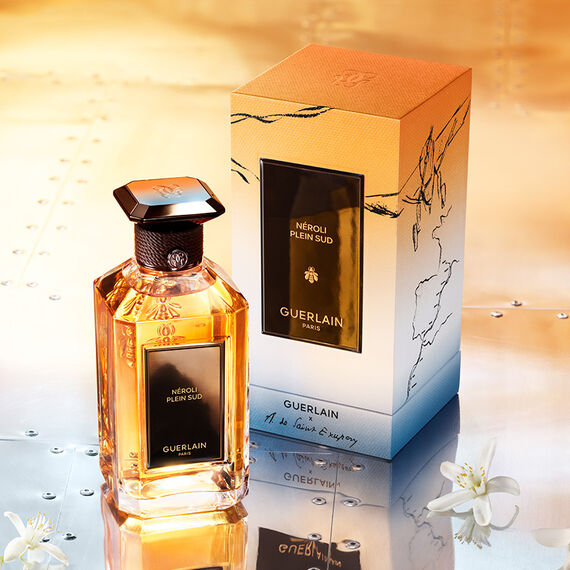 NÉROLI
PLEIN SUD
GUERLAIN
PARIS
GUERLAIN
x
A. de Saint Exupéry
NÉROLI
PLEIN SUD
GUERLAIN
PARIS